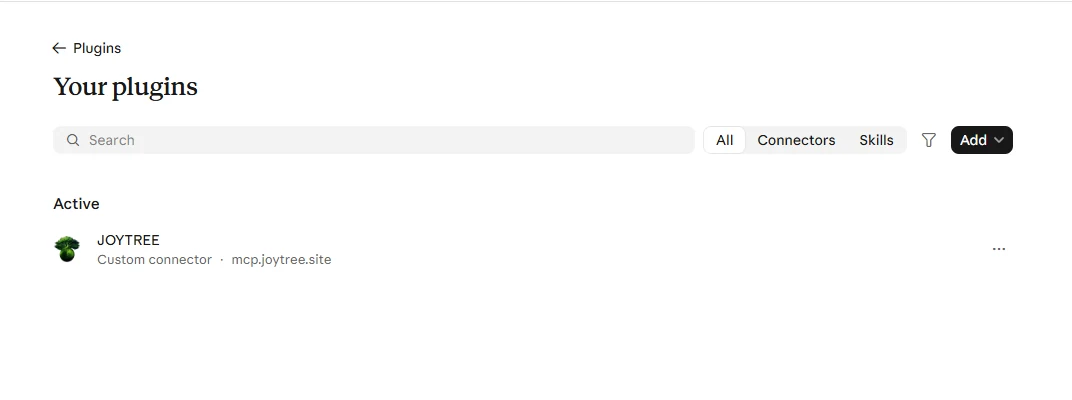 Plugins
Your plugins
Search
All
Connectors
Skills
Add
Active
JOYTREE
Custom connector · mcp.joytree.site